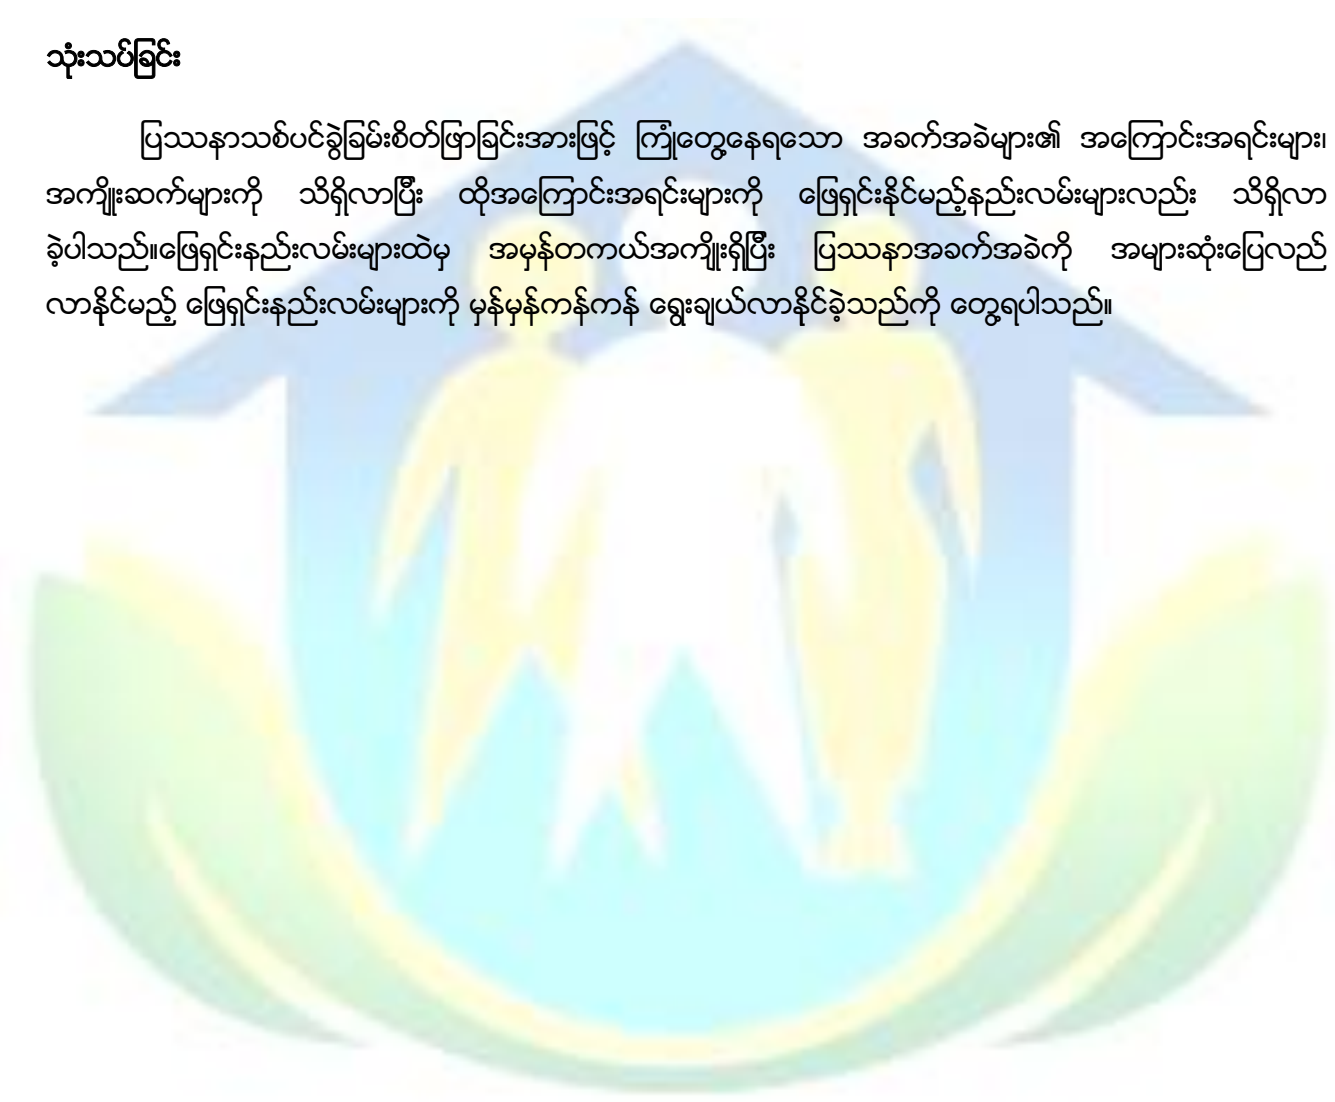 သုံးသပ်ခြင်း
ပြဿနာသစ်ပင်ခွဲခြမ်းစိတ်ဖြာခြင်းအားဖြင့် ကြုံတွေ့နေရသော အခက်အခဲများ၏ အကြောင်းအရင်းများ၊
အကျိုးဆက်များကို သိရှိလာပြီး ထိုအကြောင်းအရင်းများကို ဖြေရှင်းနိုင်မည့်နည်းလမ်းများလည်း သိရှိလာ
ခဲ့ပါသည်။ဖြေရှင်းနည်းလမ်းများထဲမှ အမှန်တကယ်အကျိုးရှိပြီး ပြဿနာအခက်အခဲကို အများဆုံးပြေလည်
လာနိုင်မည့် ဖြေရှင်းနည်းလမ်းများကို မှန်မှန်ကန်ကန် ရွေးချယ်လာနိုင်ခဲ့သည်ကို တွေ့ရပါသည်။